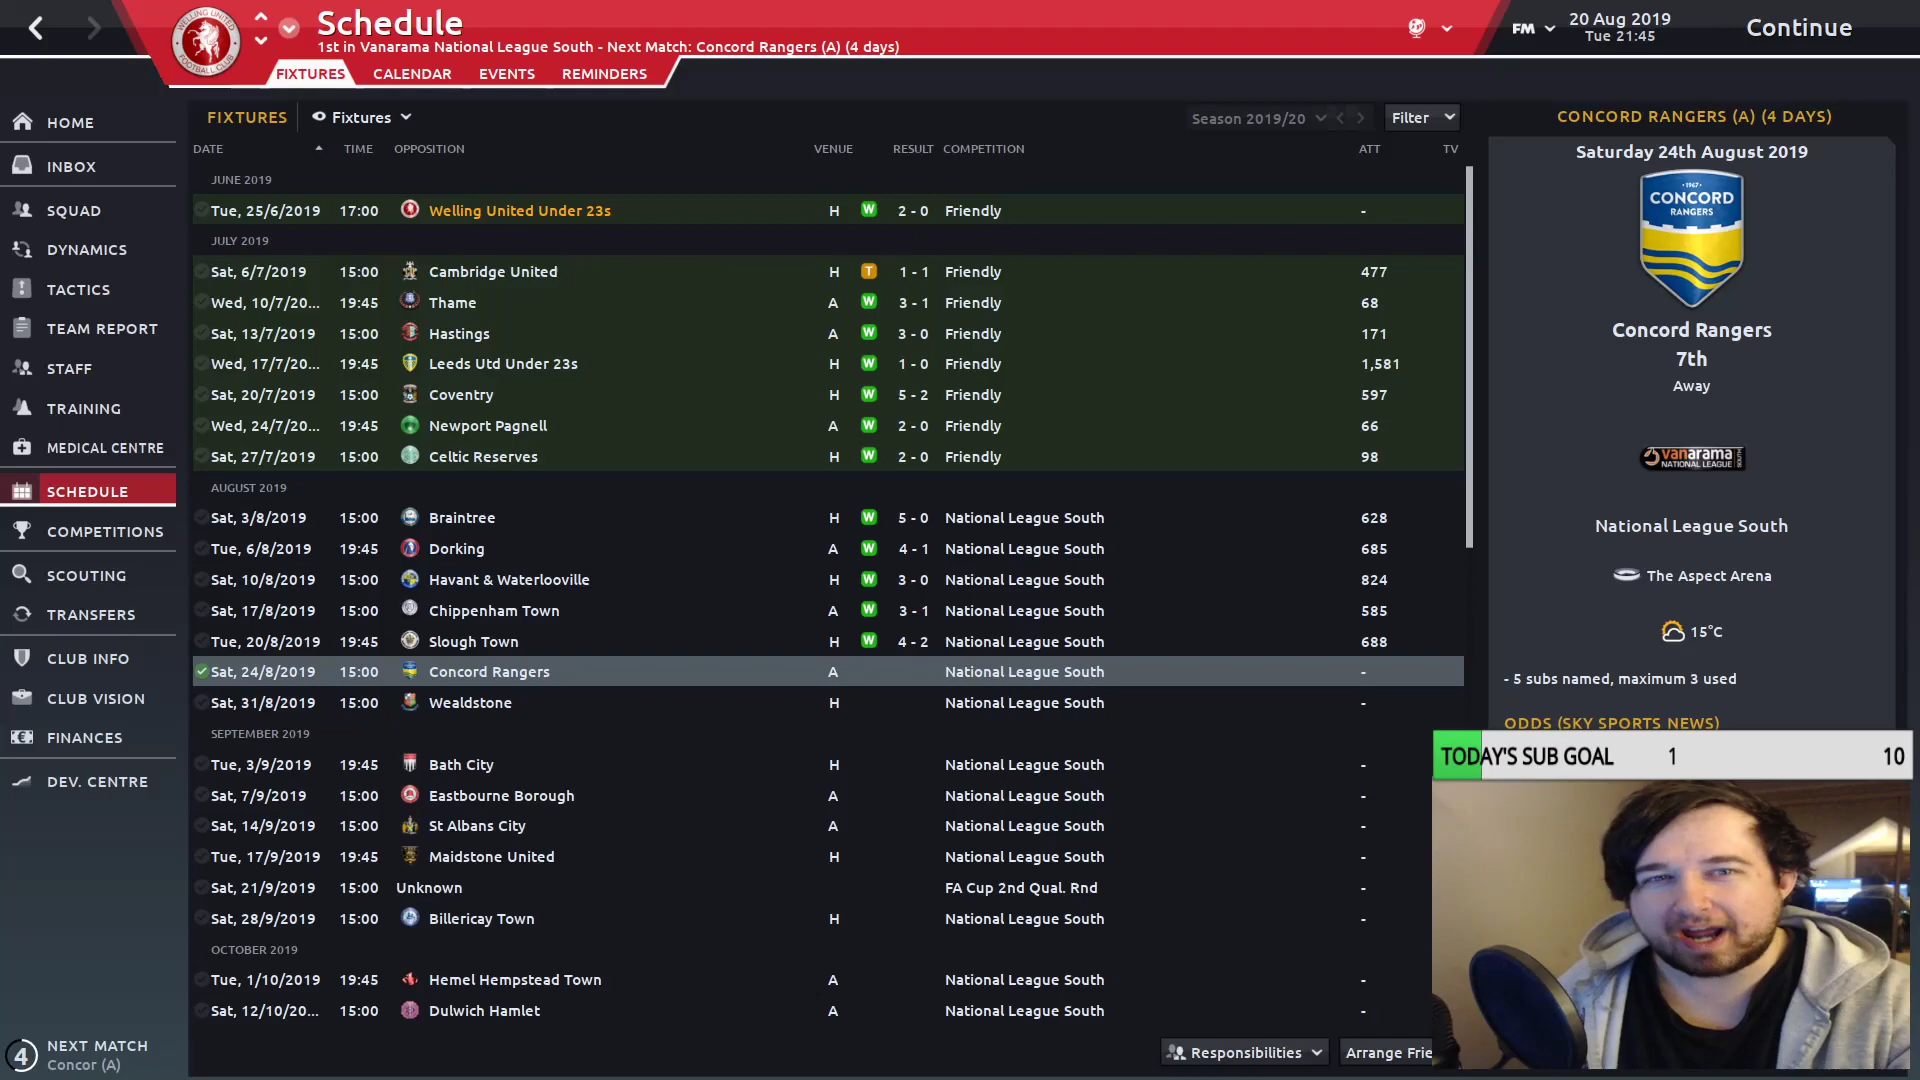 Schedule
1st in Vanarama National League South - Next Match: Concord Rangers (A) (4 days)
FIXTURES CALENDAR EVENTS REMINDERS
WELLING UNITED FOOTBALL CLUB
FM
20 Aug 2019
Tue 21:45
Continue
HOME
INBOX
SQUAD
DYNAMICS
TACTICS
TEAM REPORT
STAFF
TRAINING
MEDICAL CENTRE
SCHEDULE
COMPETITIONS
SCOUTING
TRANSFERS
CLUB INFO
CLUB VISION
FINANCES
DEV. CENTRE
4 NEXT MATCH
Concor (A)
FIXTURES Fixtures Season 2019/20 Filter
DATE TIME OPPOSITION VENUE RESULT COMPETITION ATT TV
JUNE 2019
Tue, 25/6/2019 17:00 Welling United Under 23s H W 2 - 0 Friendly -
JULY 2019
Sat, 6/7/2019 15:00 Cambridge United H T 1 - 1 Friendly 477
Wed, 10/7/20... 19:45 Thame A W 3 - 1 Friendly 68
Sat, 13/7/2019 15:00 Hastings A W 3 - 0 Friendly 171
Wed, 17/7/20... 19:45 Leeds Utd Under 23s H W 1 - 0 Friendly 1,581
Sat, 20/7/2019 15:00 Coventry H W 5 - 2 Friendly 597
Wed, 24/7/20... 19:45 Newport Pagnell A W 2 - 0 Friendly 66
Sat, 27/7/2019 15:00 Celtic Reserves H W 2 - 0 Friendly 98
AUGUST 2019
Sat, 3/8/2019 15:00 Braintree H W 5 - 0 National League South 628
Tue, 6/8/2019 19:45 Dorking A W 4 - 1 National League South 685
Sat, 10/8/2019 15:00 Havant & Waterlooville H W 3 - 0 National League South 824
Sat, 17/8/2019 15:00 Chippenham Town A W 3 - 1 National League South 585
Tue, 20/8/2019 19:45 Slough Town H W 4 - 2 National League South 688
Sat, 24/8/2019 15:00 Concord Rangers A National League South -
Sat, 31/8/2019 15:00 Wealdstone H National League South -
SEPTEMBER 2019
Tue, 3/9/2019 19:45 Bath City H National League South -
Sat, 7/9/2019 15:00 Eastbourne Borough A National League South -
Sat, 14/9/2019 15:00 St Albans City A National League South -
Tue, 17/9/2019 19:45 Maidstone United H National League South -
Sat, 21/9/2019 15:00 Unknown FA Cup 2nd Qual. Rnd -
Sat, 28/9/2019 15:00 Billericay Town H National League South -
OCTOBER 2019
Tue, 1/10/2019 19:45 Hemel Hempstead Town A National League South -
Sat, 12/10/20... 15:00 Dulwich Hamlet A National League South -
Responsibilities Arrange Frie
CONCORD RANGERS (A) (4 DAYS)
Saturday 24th August 2019
• 1967 •
CONCORD
RANGERS
Concord Rangers
7th
Away
vanarama
NATIONAL LEAGUE SOUTH
National League South
The Aspect Arena
15°C
- 5 subs named, maximum 3 used
ODDS (SKY SPORTS NEWS)
TODAY'S SUB GOAL 1 10